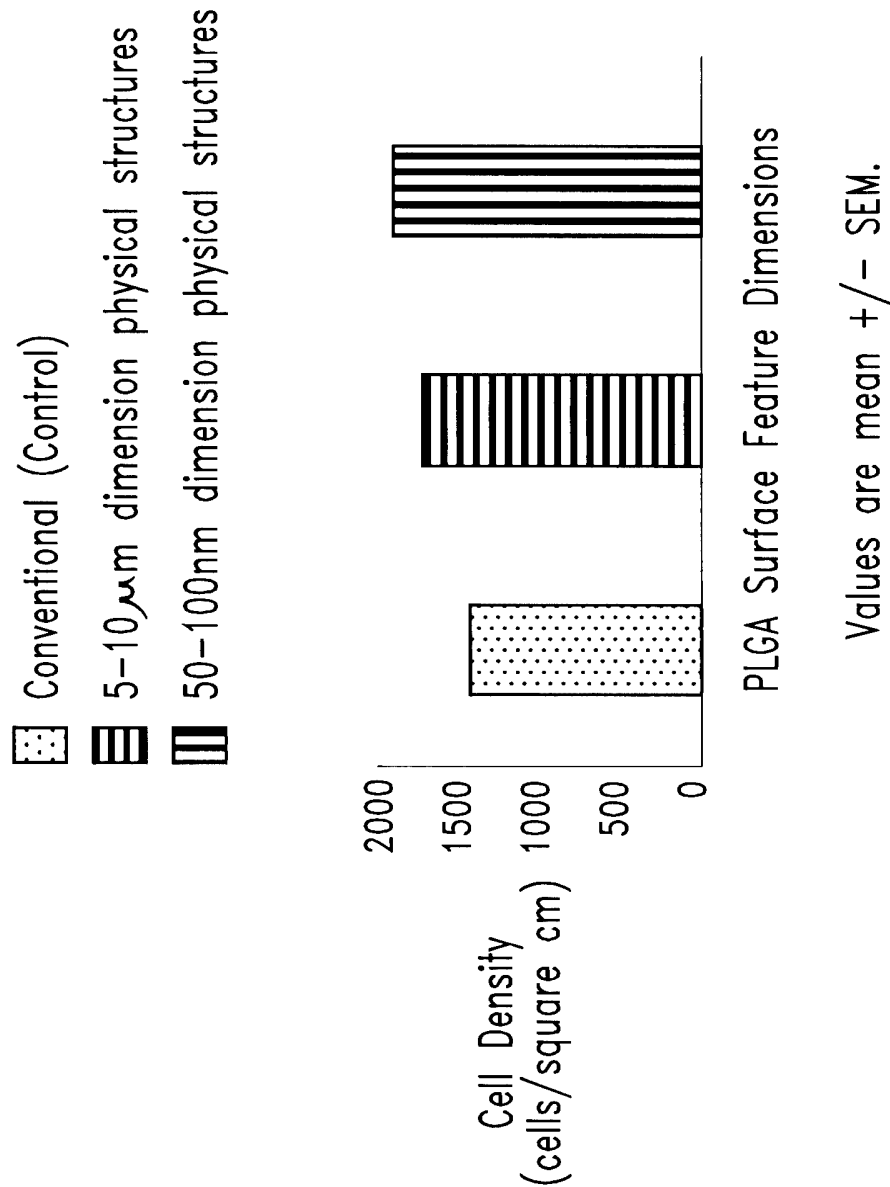 Conventional (Control)
5-10μm dimension physical structures
50-100nm dimension physical structures
2000
1500
1000
500
0
Cell Density
(cells/square cm)
PLGA Surface Feature Dimensions
Values are mean +/- SEM.